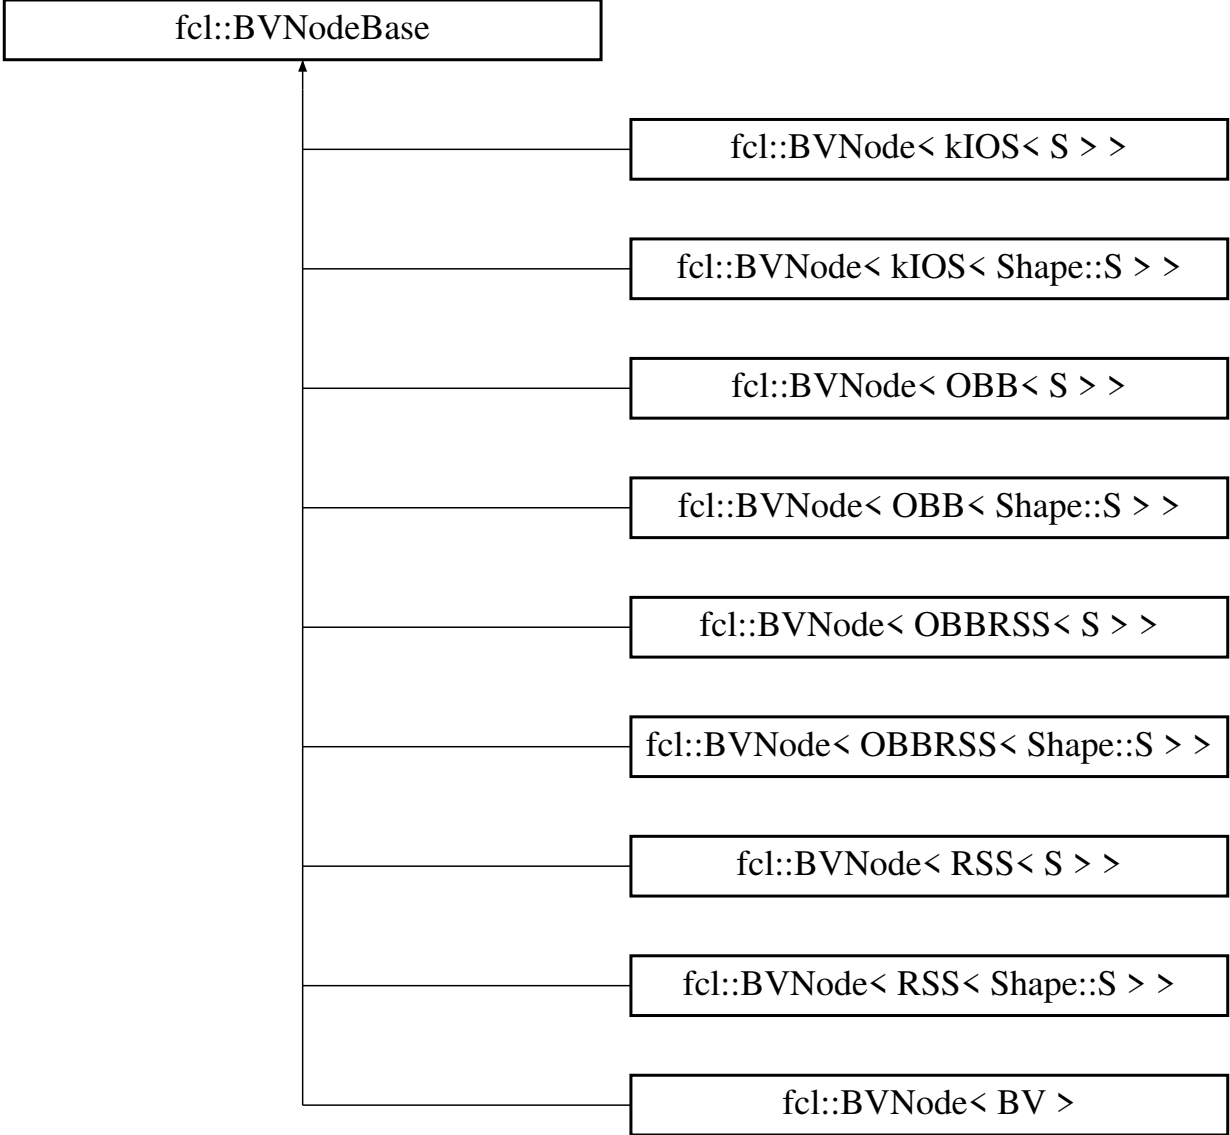 fcl::BVNodeBase
fcl::BVNode< kIOS< S > >
fcl::BVNode< kIOS< Shape::S > >
fcl::BVNode< OBB< S > >
fcl::BVNode< OBB< Shape::S > >
fcl::BVNode< OBBRSS< S > >
fcl::BVNode< OBBRSS< Shape::S > >
fcl::BVNode< RSS< S > >
fcl::BVNode< RSS< Shape::S > >
fcl::BVNode< BV >